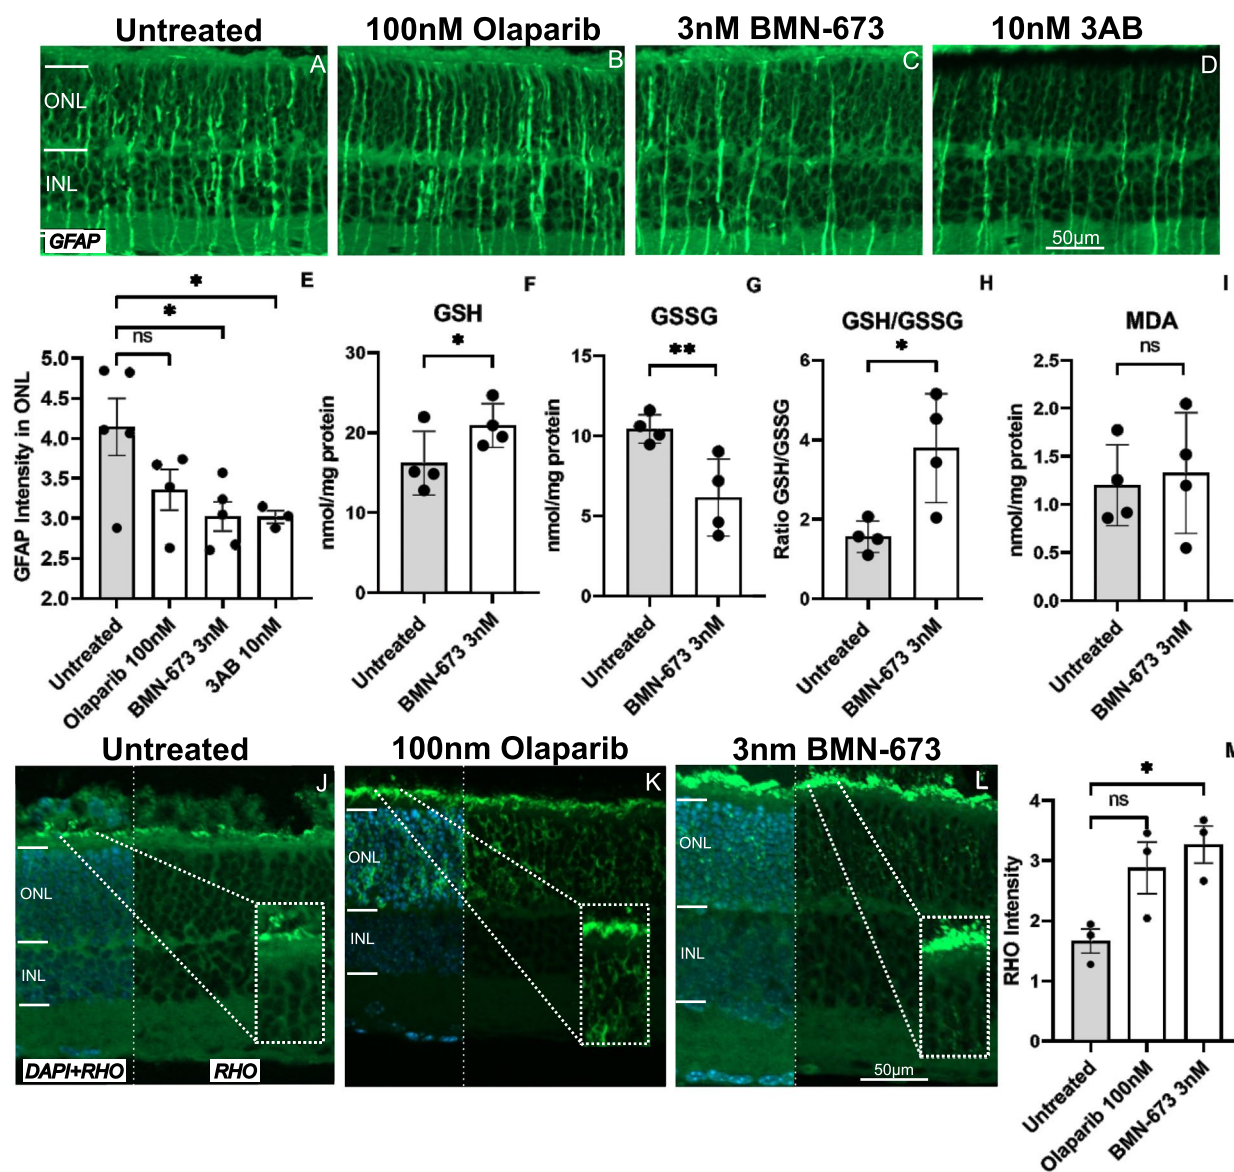 Untreated
100nM Olaparib
3nM BMN-673
10nM 3AB
A
B
C
D
ONL
INL
GFAP
50µm
E
*
*
ns
GFAP Intensity in ONL
5.0
4.5
4.0
3.5
3.0
2.5
2.0
Untreated
Olaparib 100nM
BMN-673 3nM
3AB 10nM
F
GSH
*
nmol/mg protein
30
20
10
0
Untreated
BMN-673 3nM
G
GSSG
**
nmol/mg protein
15
10
5
0
Untreated
BMN-673 3nM
H
GSH/GSSG
*
Ratio GSH/GSSG
6
4
2
0
Untreated
BMN-673 3nM
I
MDA
ns
nmol/mg protein
2.5
2.0
1.5
1.0
0.5
0.0
Untreated
BMN-673 3nM
Untreated
100nm Olaparib
3nm BMN-673
J
ONL
INL
DAPI+RHO
RHO
K
ONL
INL
L
ONL
INL
50µm
M
*
ns
RHO Intensity
4
3
2
1
0
Untreated
Olaparib 100nM
BMN-673 3nM